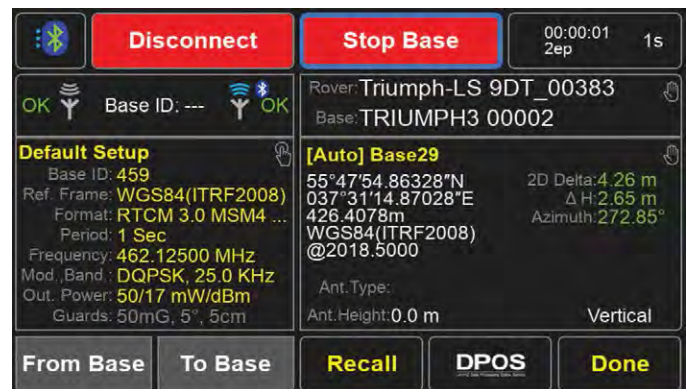 Disconnect
Stop Base
00:00:01
2ep
1s
OK
Base ID: ---
OK
Rover: Triumph-LS 9DT_00383
Base: TRIUMPH3 00002
Default Setup
Base ID: 459
Ref. Frame: WGS84(ITRF2008)
Format: RTCM 3.0 MSM4 ...
Period: 1 Sec
Frequency: 462.12500 MHz
Mod.,Band.: DQPSK, 25.0 KHz
Out. Power: 50/17 mW/dBm
Guards: 50mG, 5°, 5cm
[Auto] Base29
55°47'54.86328"N
037°31'14.87028"E
426.4078m
WGS84(ITRF2008)
@2018.5000
2D Delta:4.26 m
Δ H:2.65 m
Azimuth:272.85°
Ant.Type:
Ant.Height:0.0 m
Vertical
From Base
To Base
Recall
DPOS
Done